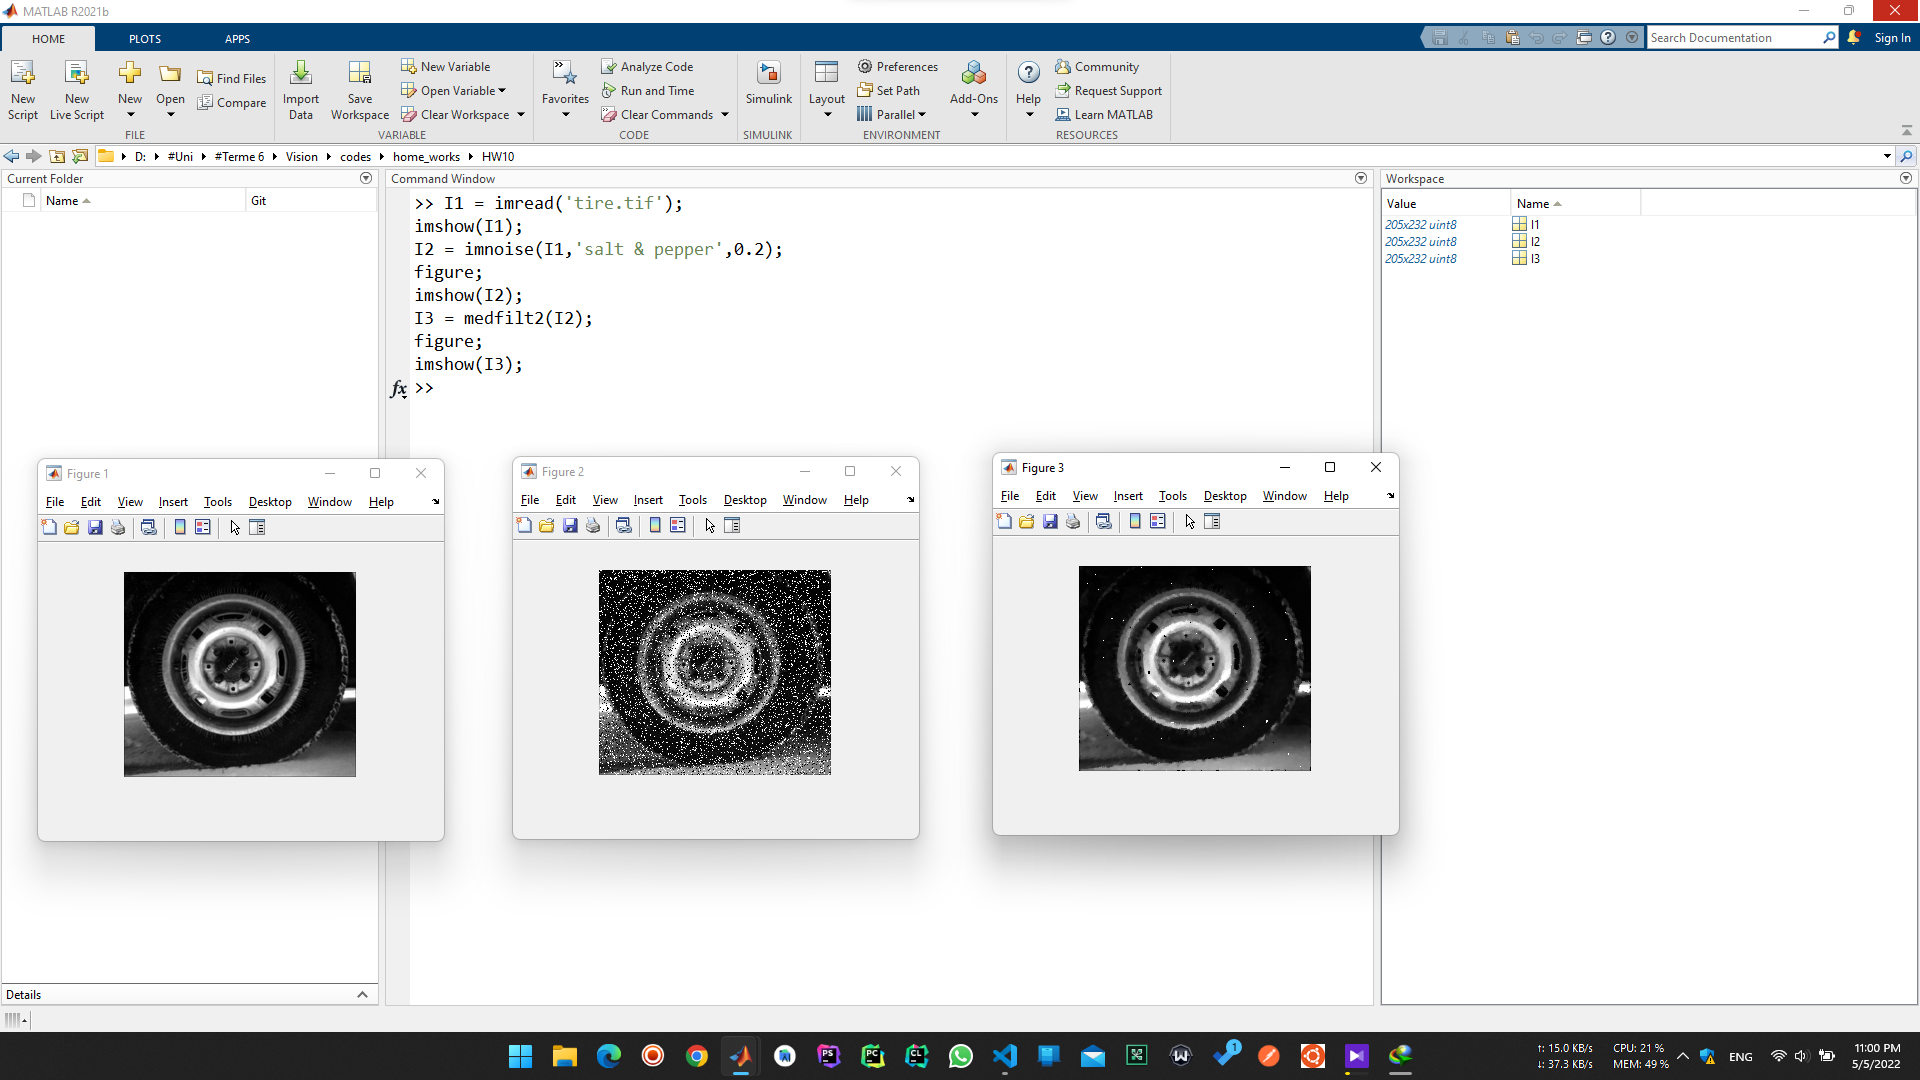 MATLAB R2021b
HOME PLOTS APPS
Search Documentation Sign In
New Script
New Live Script
New
Open
Find Files
Compare
FILE
Import Data
Save Workspace
New Variable
Open Variable
Clear Workspace
VARIABLE
Favorites
Analyze Code
Run and Time
Clear Commands
CODE
Simulink
SIMULINK
Layout
Preferences
Set Path
Parallel
Add-Ons
ENVIRONMENT
Help
Community
Request Support
Learn MATLAB
RESOURCES
D: #Uni #Terme 6 Vision codes home_works HW10
Current Folder
Name Git
Command Window
>> I1 = imread('tire.tif');
imshow(I1);
I2 = imnoise(I1,'salt & pepper',0.2);
figure;
imshow(I2);
I3 = medfilt2(I2);
figure;
imshow(I3);
fx >>
Workspace
Value Name
205x232 uint8 I1
205x232 uint8 I2
205x232 uint8 I3
Figure 1
File Edit View Insert Tools Desktop Window Help
Figure 2
File Edit View Insert Tools Desktop Window Help
Figure 3
File Edit View Insert Tools Desktop Window Help
Details
PS
PC
CL
1
↑: 15.0 KB/s
↓: 37.3 KB/s
CPU: 21 %
MEM: 49 %
ENG
11:00 PM
5/5/2022